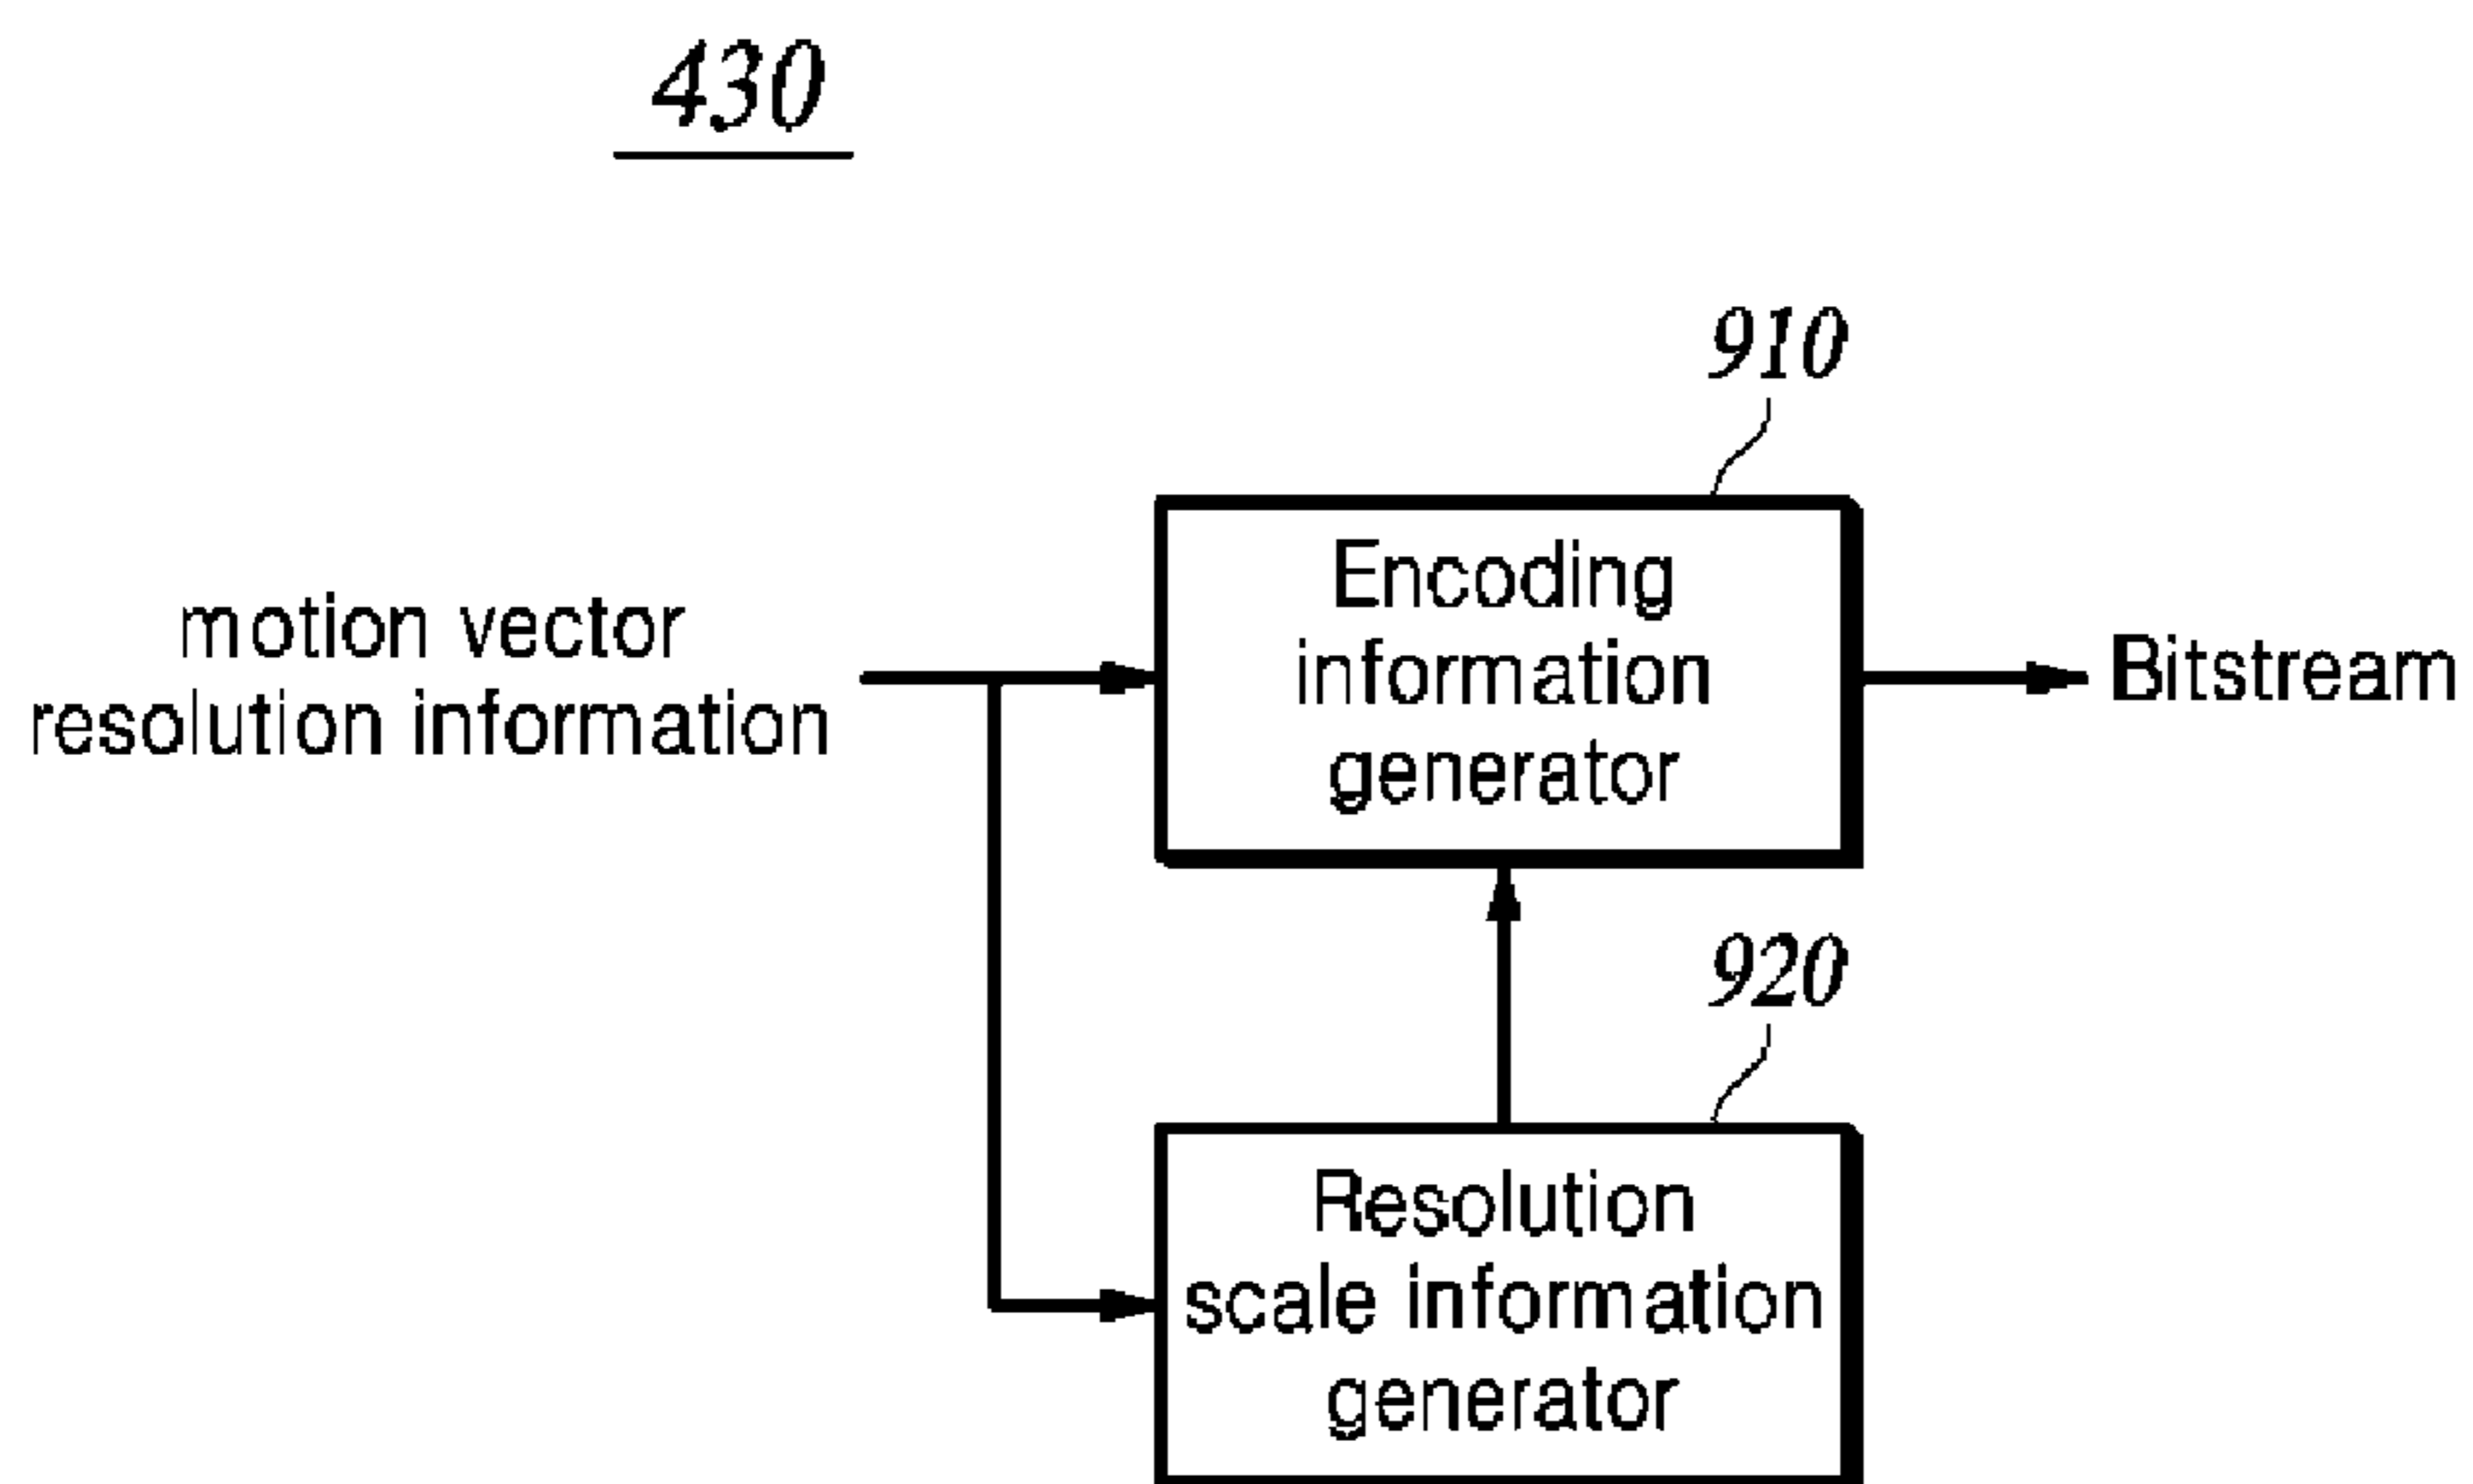 430
910
Encoding
information
generator
motion vector
resolution information
Bitstream
920
Resolution
scale information
generator